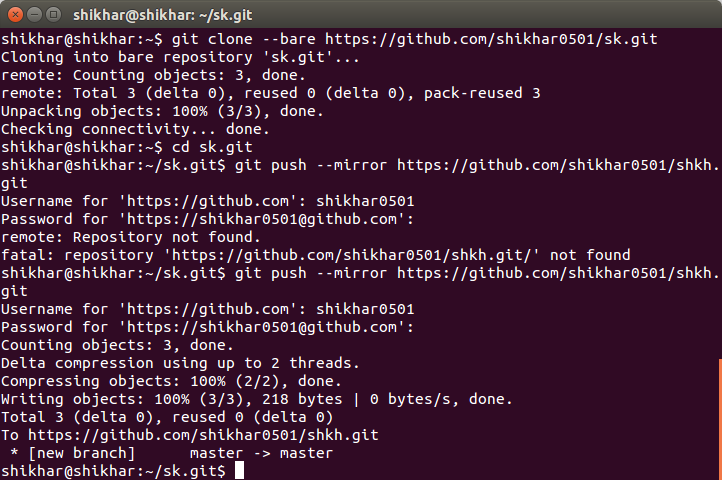 shikhar@shikhar: ~/sk.git
shikhar@shikhar:~$ git clone --bare https://github.com/shikhar0501/sk.git
Cloning into bare repository 'sk.git'...
remote: Counting objects: 3, done.
remote: Total 3 (delta 0), reused 0 (delta 0), pack-reused 3
Unpacking objects: 100% (3/3), done.
Checking connectivity... done.
shikhar@shikhar:~$ cd sk.git
shikhar@shikhar:~/sk.git$ git push --mirror https://github.com/shikhar0501/shkh.
git
Username for 'https://github.com': shikhar0501
Password for 'https://shikhar0501@github.com':
remote: Repository not found.
fatal: repository 'https://github.com/shikhar0501/shkh.git/' not found
shikhar@shikhar:~/sk.git$ git push --mirror https://github.com/shikhar0501/shkh.
git
Username for 'https://github.com': shikhar0501
Password for 'https://shikhar0501@github.com':
Counting objects: 3, done.
Delta compression using up to 2 threads.
Compressing objects: 100% (2/2), done.
Writing objects: 100% (3/3), 218 bytes | 0 bytes/s, done.
Total 3 (delta 0), reused 0 (delta 0)
To https://github.com/shikhar0501/shkh.git
 * [new branch]      master -> master
shikhar@shikhar:~/sk.git$